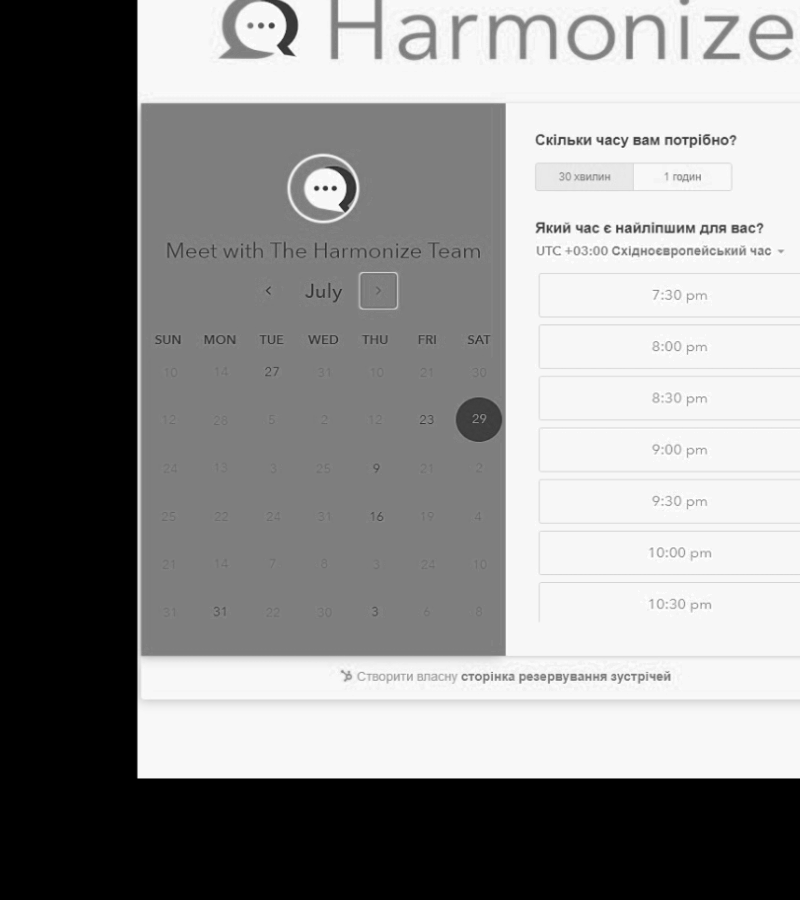 Harmonize
Meet with The Harmonize Team
July
SUN MON TUE WED THU FRI SAT
10 14 27 31 10 21 30
12 28 5 2 12 23 29
24 13 3 25 9 21 2
25 22 24 31 16 19 4
21 14 7 8 3 24 10
31 31 22 30 3 6 8
Скільки часу вам потрібно?
30 хвилин 1 годин
Який час є найліпшим для вас?
UTC +03:00 Східноєвропейський час
7:30 pm
8:00 pm
8:30 pm
9:00 pm
9:30 pm
10:00 pm
10:30 pm
Створити власну сторінка резервування зустрічей